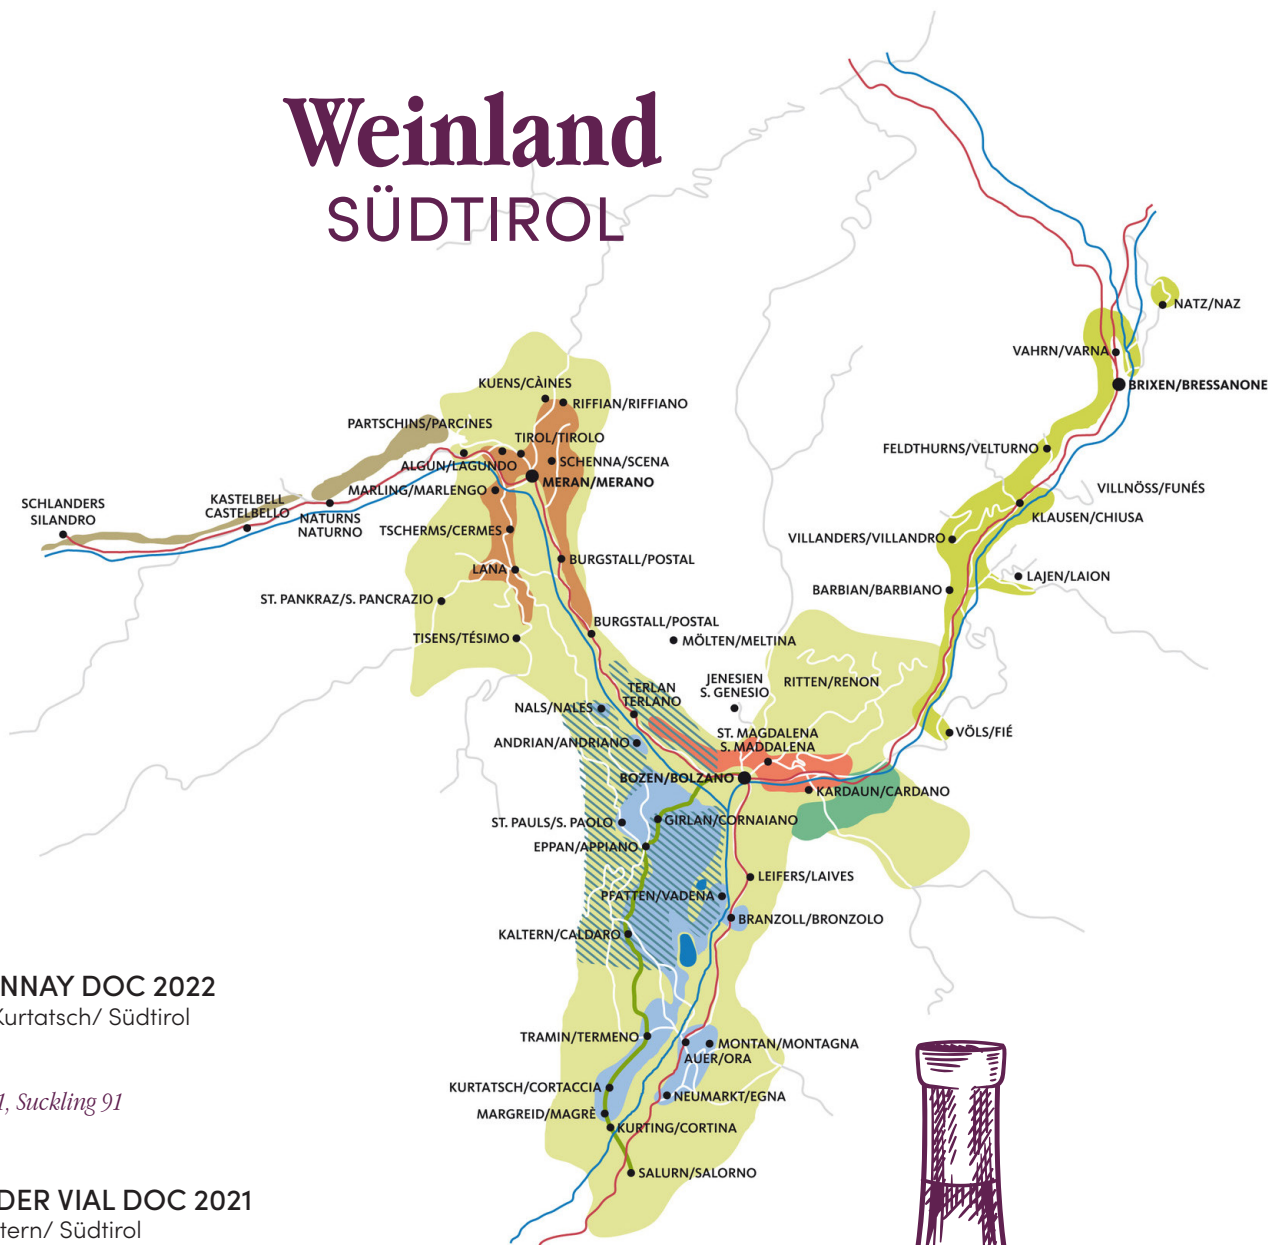 Weinland
SÜDTIROL
NATZ/NAZ
VAHRN/VARNA
BRIXEN/BRESSANONE
KUENS/CÀINES
RIFFIAN/RIFFIANO
PARTSCHINS/PARCINES
TIROL/TIROLO
FELDTHURNS/VELTURNO
ALGUN/LAGUNDO
SCHENNA/SCENA
MERAN/MERANO
MARLING/MARLENGO
VILLNÖSS/FUNÉS
SCHLANDERS
SILANDRO
KASTELBELL
CASTELBELLO
NATURNS
NATURNO
KLAUSEN/CHIUSA
TSCHERMS/CERMES
VILLANDERS/VILLANDRO
BURGSTALL/POSTAL
LANA
LAJEN/LAION
BARBIAN/BARBIANO
ST. PANKRAZ/S. PANCRAZIO
BURGSTALL/POSTAL
TISENS/TÉSIMO
MÖLTEN/MELTINA
JENESIEN
S. GENESIO
RITTEN/RENON
TERLAN
TERLANO
NALS/NALES
VÖLS/FIÉ
ST. MAGDALENA
S. MADDALENA
ANDRIAN/ANDRIANO
BOZEN/BOLZANO
KARDAUN/CARDANO
ST. PAULS/S. PAOLO
GIRLAN/CORNAIANO
EPPAN/APPIANO
LEIFERS/LAIVES
PFATTEN/VADENA
BRANZOLL/BRONZOLO
KALTERN/CALDARO
NNAY DOC 2022
Kurtatsch/ Südtirol
TRAMIN/TERMENO
MONTAN/MONTAGNA
AUER/ORA
KURTATSCH/CORTACCIA
NEUMARKT/EGNA
1, Suckling 91
MARGREID/MAGRÈ
KURTING/CORTINA
SALURN/SALORNO
DER VIAL DOC 2021
tern/ Südtirol